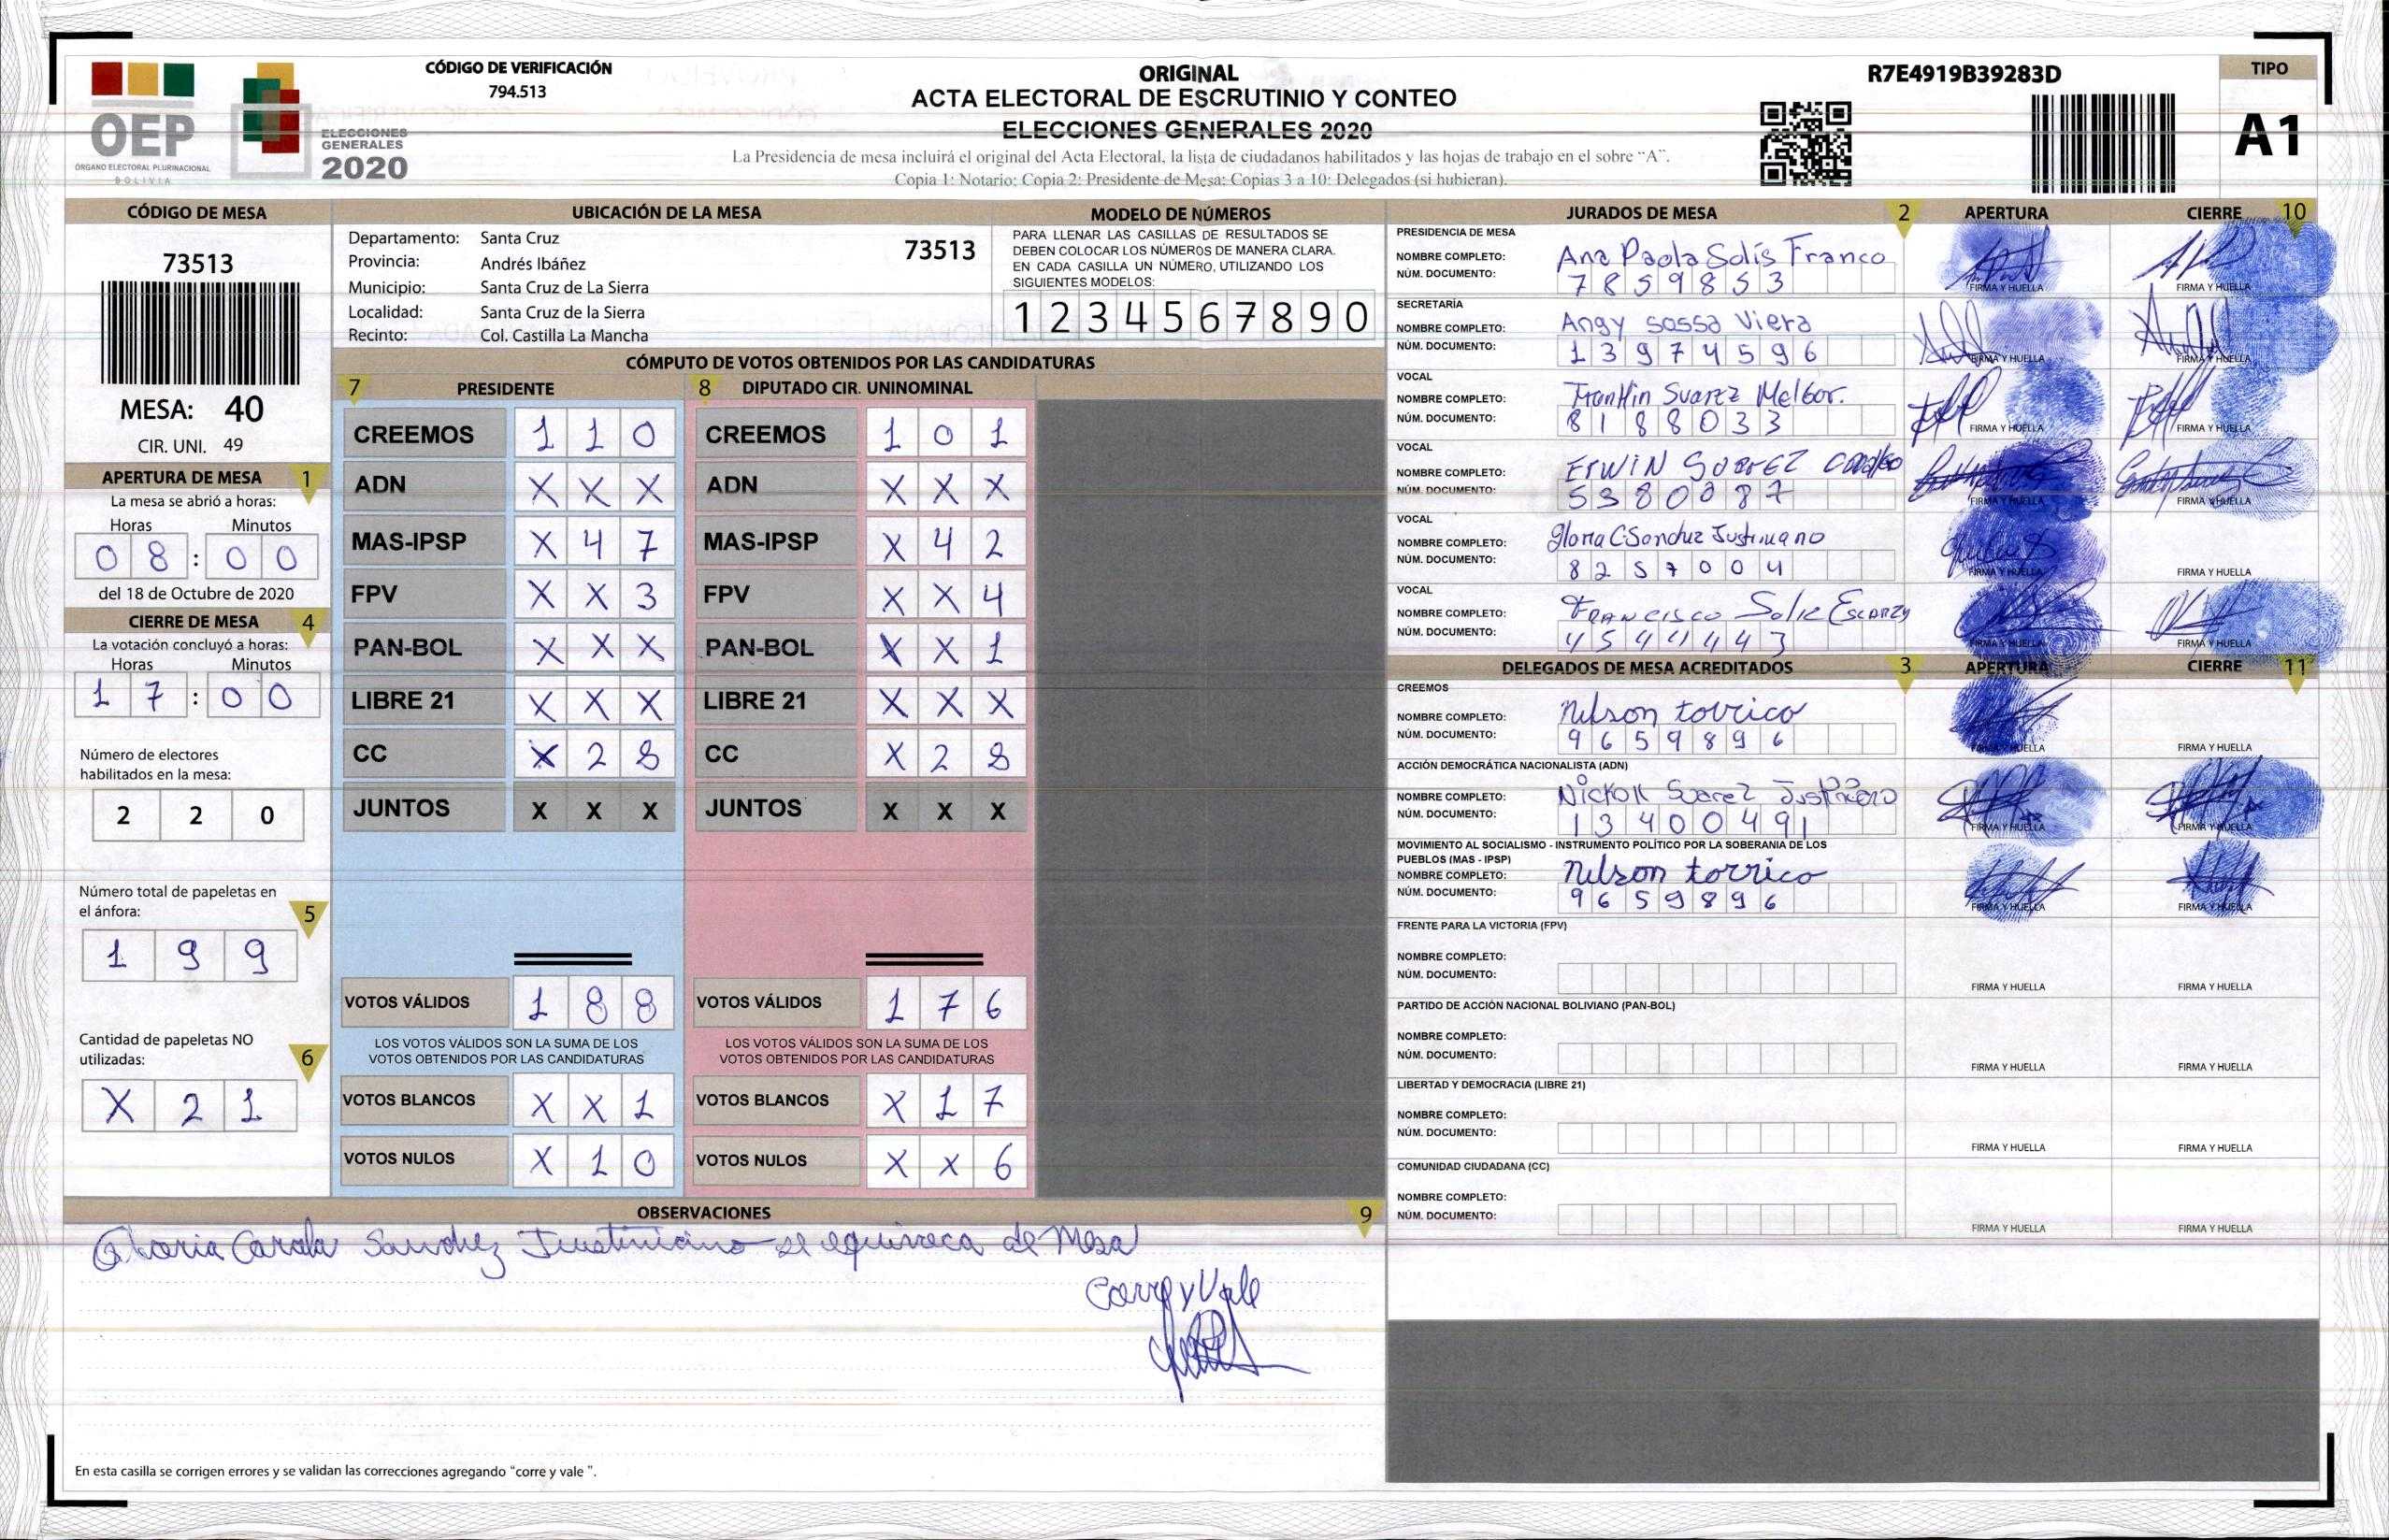 CÓDIGO DE VERIFICACIÓN
794.513
OEP
ÓRGANO ELECTORAL PLURINACIONAL
BOLIVIA
ELECCIONES
GENERALES
2020
ORIGINAL
ACTA ELECTORAL DE ESCRUTINIO Y CONTEO
ELECCIONES GENERALES 2020
La Presidencia de mesa incluirá el original del Acta Electoral, la lista de ciudadanos habilitados y las hojas de trabajo en el sobre “A”.
Copia 1: Notario; Copia 2: Presidente de Mesa; Copias 3 a 10: Delegados (si hubieran).
R7E4919B39283D
TIPO
A1
CÓDIGO DE MESA
73513
MESA: 40
CIR. UNI. 49
APERTURA DE MESA 1
La mesa se abrió a horas:
Horas Minutos
0 8 : 0 0
del 18 de Octubre de 2020
CIERRE DE MESA 4
La votación concluyó a horas:
Horas Minutos
1 7 : 0 0
Número de electores
habilitados en la mesa:
2 2 0
Número total de papeletas en
el ánfora:
5
1 9 9
Cantidad de papeletas NO
utilizadas:
6
X 2 1
UBICACIÓN DE LA MESA
Departamento: Santa Cruz
73513
Provincia: Andrés Ibáñez
Municipio: Santa Cruz de La Sierra
Localidad: Santa Cruz de la Sierra
Recinto: Col. Castilla La Mancha
MODELO DE NÚMEROS
PARA LLENAR LAS CASILLAS DE RESULTADOS SE
DEBEN COLOCAR LOS NÚMEROS DE MANERA CLARA.
EN CADA CASILLA UN NÚMERO, UTILIZANDO LOS
SIGUIENTES MODELOS:
1 2 3 4 5 6 7 8 9 0
CÓMPUTO DE VOTOS OBTENIDOS POR LAS CANDIDATURAS
7 PRESIDENTE
CREEMOS 1 1 0
ADN X X X
MAS-IPSP X 4 7
FPV X X 3
PAN-BOL X X X
LIBRE 21 X X X
CC X 2 8
JUNTOS X X X
VOTOS VÁLIDOS 1 8 8
LOS VOTOS VÁLIDOS SON LA SUMA DE LOS
VOTOS OBTENIDOS POR LAS CANDIDATURAS
VOTOS BLANCOS X X 1
VOTOS NULOS X 1 0
8 DIPUTADO CIR. UNINOMINAL
CREEMOS 1 0 1
ADN X X X
MAS-IPSP X 4 2
FPV X X 4
PAN-BOL X X 1
LIBRE 21 X X X
CC X 2 8
JUNTOS X X X
VOTOS VÁLIDOS 1 7 6
LOS VOTOS VÁLIDOS SON LA SUMA DE LOS
VOTOS OBTENIDOS POR LAS CANDIDATURAS
VOTOS BLANCOS X 1 7
VOTOS NULOS X X 6
JURADOS DE MESA 2 APERTURA CIERRE 10
PRESIDENCIA DE MESA
NOMBRE COMPLETO: Ana Paola Solís Franco
NÚM. DOCUMENTO: 7 8 5 9 8 5 3
FIRMA Y HUELLA FIRMA Y HUELLA
SECRETARÍA
NOMBRE COMPLETO: Angy Sossa Viera
NÚM. DOCUMENTO: 1 3 9 7 4 5 9 6
FIRMA Y HUELLA FIRMA Y HUELLA
VOCAL
NOMBRE COMPLETO: Franklin Suarez Melgor.
NÚM. DOCUMENTO: 8 1 8 8 0 3 3
FIRMA Y HUELLA FIRMA Y HUELLA
VOCAL
NOMBRE COMPLETO: Erwin Suarez
NÚM. DOCUMENTO: 5 3 8 0 0 8 7
FIRMA Y HUELLA FIRMA Y HUELLA
VOCAL
NOMBRE COMPLETO: Gloria C Sanchez Justiniano
NÚM. DOCUMENTO: 8 2 5 7 0 0 4
FIRMA Y HUELLA FIRMA Y HUELLA
VOCAL
NOMBRE COMPLETO: Francisco Soliz
NÚM. DOCUMENTO: 4 5 4 4 4 4 3
FIRMA Y HUELLA FIRMA Y HUELLA
DELEGADOS DE MESA ACREDITADOS 3 APERTURA CIERRE 11
CREEMOS
NOMBRE COMPLETO: Nelson torrico
NÚM. DOCUMENTO: 9 6 5 9 8 9 6
FIRMA Y HUELLA FIRMA Y HUELLA
ACCIÓN DEMOCRÁTICA NACIONALISTA (ADN)
NOMBRE COMPLETO: Nickoll Suarez
NÚM. DOCUMENTO: 1 3 4 0 0 4 9 1
FIRMA Y HUELLA FIRMA Y HUELLA
MOVIMIENTO AL SOCIALISMO - INSTRUMENTO POLÍTICO POR LA SOBERANIA DE LOS
PUEBLOS (MAS - IPSP)
NOMBRE COMPLETO: Nelson torrico
NÚM. DOCUMENTO: 9 6 5 9 8 9 6
FIRMA Y HUELLA FIRMA Y HUELLA
FRENTE PARA LA VICTORIA (FPV)
NOMBRE COMPLETO:
NÚM. DOCUMENTO:
FIRMA Y HUELLA FIRMA Y HUELLA
PARTIDO DE ACCIÓN NACIONAL BOLIVIANO (PAN-BOL)
NOMBRE COMPLETO:
NÚM. DOCUMENTO:
FIRMA Y HUELLA FIRMA Y HUELLA
LIBERTAD Y DEMOCRACIA (LIBRE 21)
NOMBRE COMPLETO:
NÚM. DOCUMENTO:
FIRMA Y HUELLA FIRMA Y HUELLA
COMUNIDAD CIUDADANA (CC)
NOMBRE COMPLETO:
NÚM. DOCUMENTO:
FIRMA Y HUELLA FIRMA Y HUELLA
OBSERVACIONES 9
Gloria Carola Sanchez Justiniano se equivoca de Mesa
Corre y Vale
En esta casilla se corrigen errores y se validan las correcciones agregando “corre y vale ”.